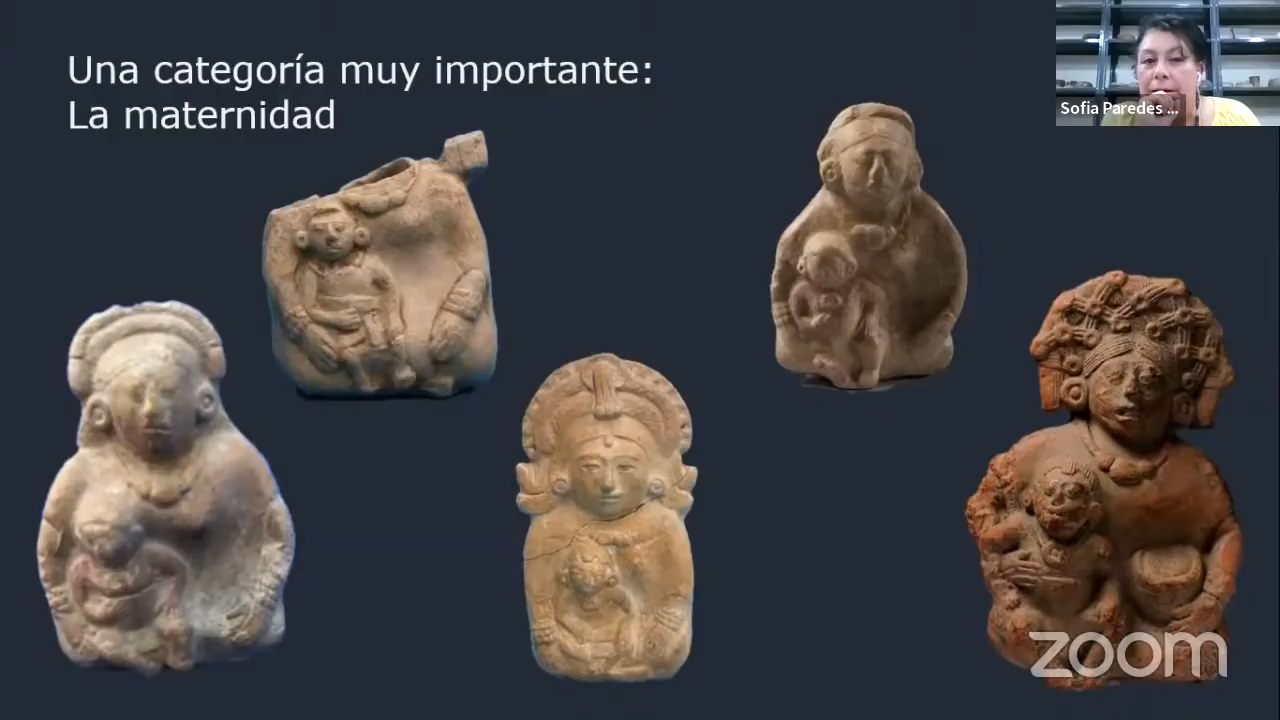 Una categoría muy importante:
La maternidad
Sofia Paredes ...
zoom